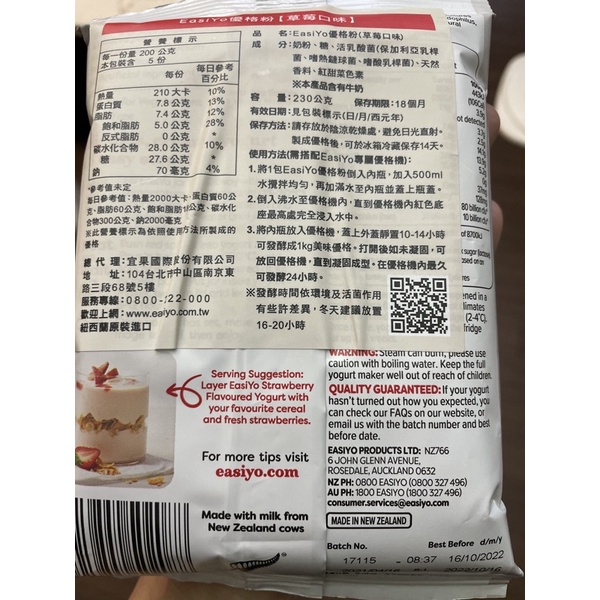 EasiYo優格粉【草莓口味】
營養標示
每一份量 200 公克
本包裝含 5 份
每份 每日參考百分比
熱量 210 大卡 10%
蛋白質 7.8 公克 13%
脂肪 7.4 公克 12%
飽和脂肪 5.0 公克 28%
反式脂肪 0 公克 *
碳水化合物 28.0 公克 10%
糖 27.6 公克 *
鈉 70 毫克 4%
*參考值未定
每日參考值：熱量2000大卡、蛋白質60公
克、脂肪60公克、飽和脂肪18公克、碳水化
合物300公克、鈉2000毫克
※此營養標示為依照使用方法所製成的
優格
總代理：宜果國際股份有限公司
地址：104台北市中山區南京東
路三段68號5樓
服務專線：0800-222-000
歡迎上網：www.eaiyo.com.tw
紐西蘭原裝進口
品名：EasiYo優格粉(草莓口味)
成分：奶粉、糖、活乳酸菌(保加利亞乳桿
菌、嗜熱鏈球菌、嗜酸乳桿菌)、天然
香料、紅甜菜色素
※本產品含有牛奶
容量：230公克 保存期限：18個月
有效日期：見包裝標示(日/月/西元年)
保存方法：請存放於陰涼乾燥處，避免日光直射。
製成優格後，可於冰箱冷藏保存14天。
使用方法(需搭配EasiYo專屬優格機)：
1.將1包EasiYo優格粉倒入內瓶，加入500ml
水攪拌均勻，再加滿水至內瓶並蓋上瓶蓋。
2.倒入沸水至優格機內，直到優格機內紅色底
座最高處完全浸入水中。
3.將內瓶放入優格機，蓋上外蓋靜置10-14小時
可發酵成1kg美味優格。打開後如未凝固，可
放回優格機，直到凝固成型。在優格機內最久
可發酵24小時。
※發酵時間依環境及活菌作用
有些許差異，冬天建議放置
16-20小時
Serving Suggestion:
Layer EasiYo Strawberry
Flavoured Yogurt with
your favourite cereal
and fresh strawberries.
For more tips visit
easiyo.com
Made with milk from
New Zealand cows
WARNING: Steam can burn, please use
caution with boiling water. Keep the full
yogurt maker well out of reach of children.
QUALITY GUARANTEED: If your yogurt
hasn't turned out how you expected, you
can check our FAQs on our website, or
email us with the batch number and best
before date.
EASIYO PRODUCTS LTD: NZ766
6 JOHN GLENN AVENUE,
ROSEDALE, AUCKLAND 0632
NZ PH: 0800 EASIYO (0800 327 496)
AU PH: 1800 EASIYO (1800 327 496)
consumer.services@easiyo.com
MADE IN NEW ZEALAND
Batch No. Best Before d/m/y
17115 - 08:37 16/10/2022